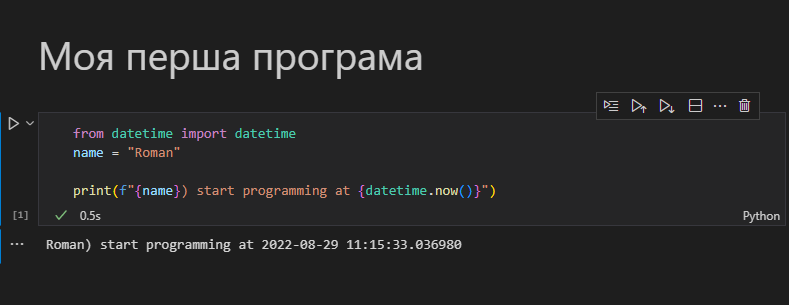 Моя перша програма
from datetime import datetime
name = "Roman"
print(f"{name}) start programming at {datetime.now()}")
[1]
0.5s
Python
Roman) start programming at 2022-08-29 11:15:33.036980